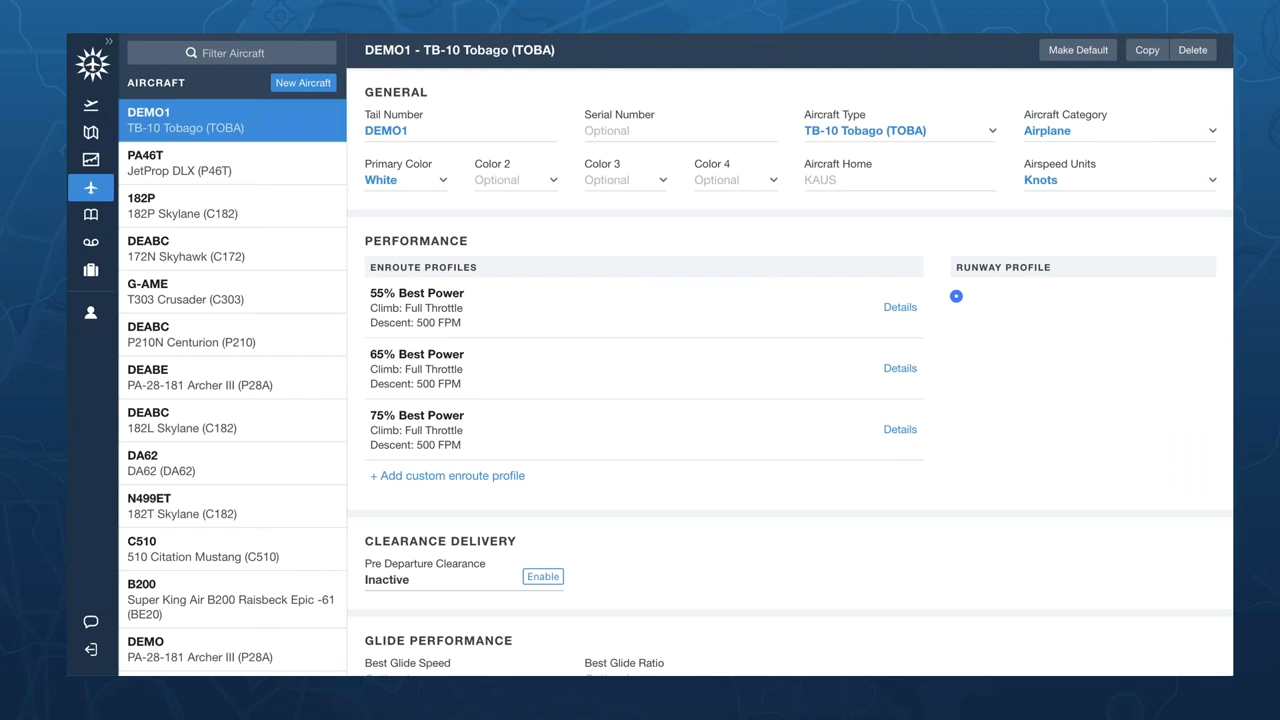 Filter Aircraft
AIRCRAFT
New Aircraft
DEMO1
TB-10 Tobago (TOBA)
PA46T
JetProp DLX (P46T)
182P
182P Skylane (C182)
DEABC
172N Skyhawk (C172)
G-AME
T303 Crusader (C303)
DEABC
P210N Centurion (P210)
DEABE
PA-28-181 Archer III (P28A)
DEABC
182L Skylane (C182)
DA62
DA62 (DA62)
N499ET
182T Skylane (C182)
C510
510 Citation Mustang (C510)
B200
Super King Air B200 Raisbeck Epic -61
(BE20)
DEMO
PA-28-181 Archer III (P28A)
DEMO1 - TB-10 Tobago (TOBA)
Make Default
Copy
Delete
GENERAL
Tail Number
DEMO1
Serial Number
Optional
Aircraft Type
TB-10 Tobago (TOBA)
Aircraft Category
Airplane
Primary Color
White
Color 2
Optional
Color 3
Optional
Color 4
Optional
Aircraft Home
KAUS
Airspeed Units
Knots
PERFORMANCE
ENROUTE PROFILES
55% Best Power
Climb: Full Throttle
Descent: 500 FPM
Details
65% Best Power
Climb: Full Throttle
Descent: 500 FPM
Details
75% Best Power
Climb: Full Throttle
Descent: 500 FPM
Details
+ Add custom enroute profile
RUNWAY PROFILE
CLEARANCE DELIVERY
Pre Departure Clearance
Inactive
Enable
GLIDE PERFORMANCE
Best Glide Speed
Best Glide Ratio